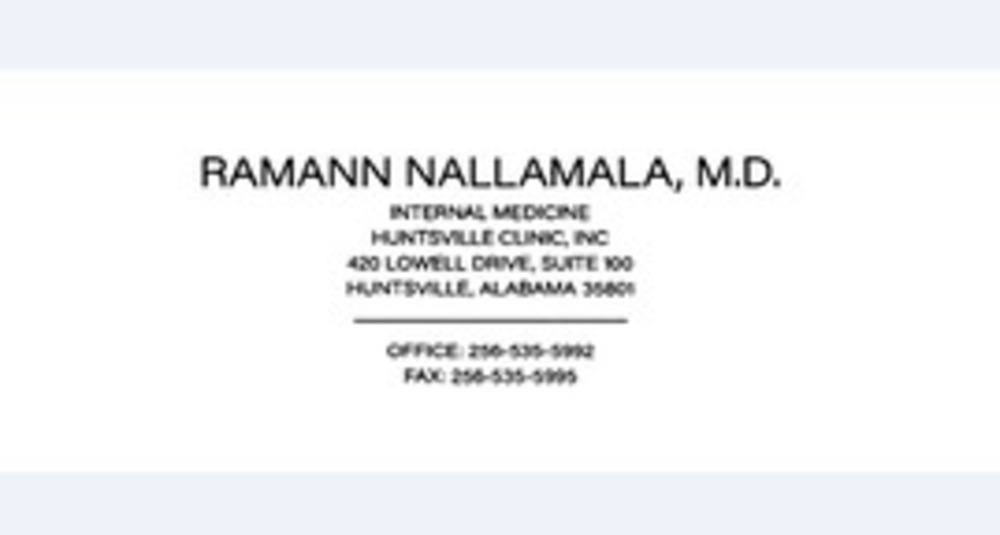 RAMANN NALLAMALA, M.D.
INTERNAL MEDICINE
HUNTSVILLE CLINIC, INC
420 LOWELL DRIVE, SUITE 100
HUNTSVILLE, ALABAMA 35801
OFFICE: 256-535-5992
FAX: 256-535-5995